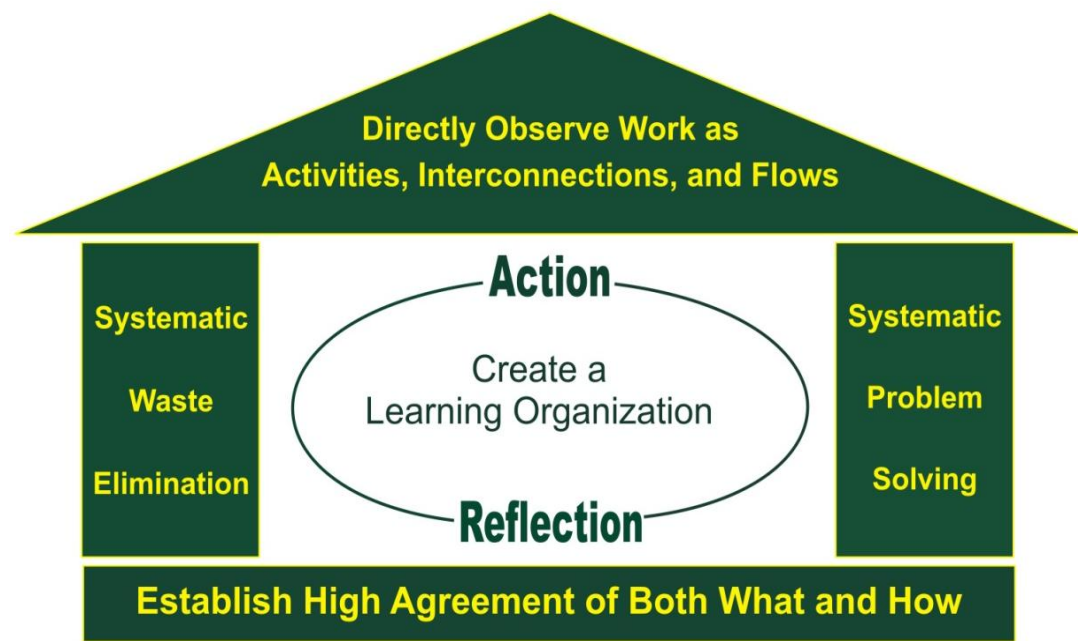 Directly Observe Work as
Activities, Interconnections, and Flows
Systematic
Waste
Elimination
Action
Create a
Learning Organization
Reflection
Systematic
Problem
Solving
Establish High Agreement of Both What and How